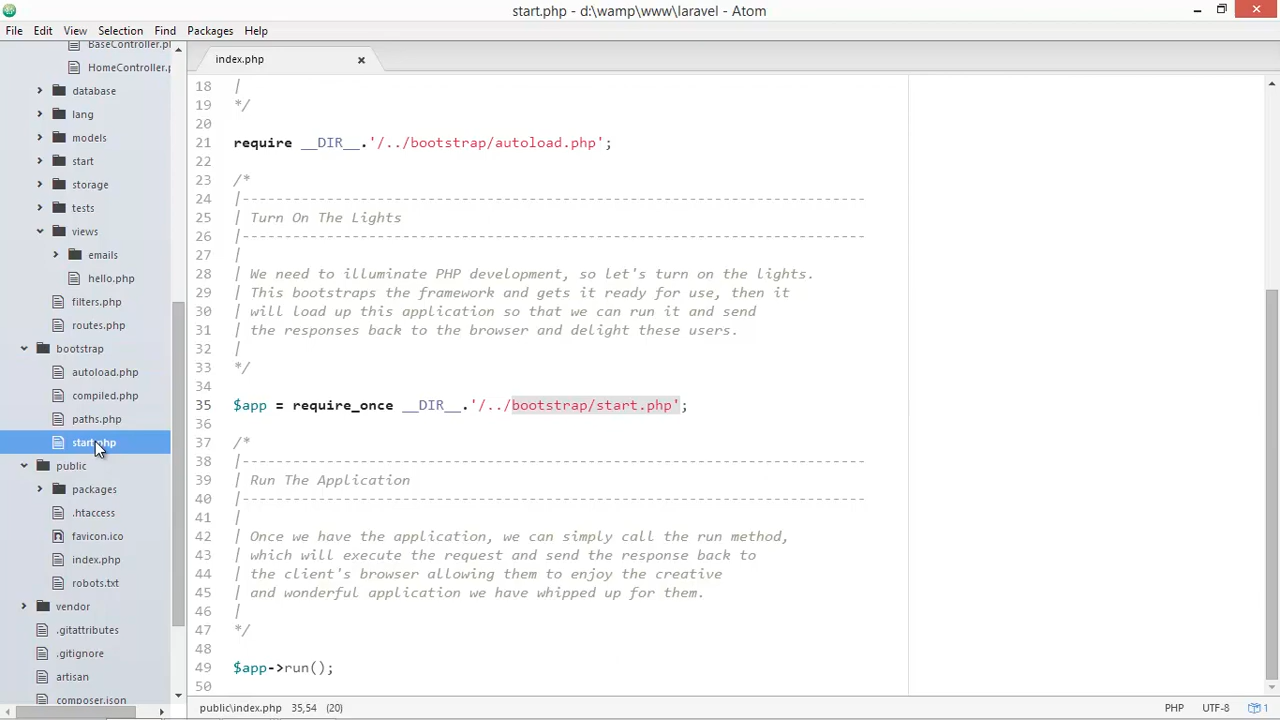 start.php - d:\wamp\www\laravel - Atom
File Edit View Selection Find Packages Help
BaseController.p
HomeController.p
database
lang
models
start
storage
tests
views
emails
hello.php
filters.php
routes.php
bootstrap
autoload.php
compiled.php
paths.php
start.php
public
packages
.htaccess
favicon.ico
index.php
robots.txt
vendor
.gitattributes
.gitignore
artisan
composer.json
index.php
18 |
19 */
20
21 require __DIR__.'/../bootstrap/autoload.php';
22
23 /*
24 |--------------------------------------------------------------------------
25 | Turn On The Lights
26 |--------------------------------------------------------------------------
27 |
28 | We need to illuminate PHP development, so let's turn on the lights.
29 | This bootstraps the framework and gets it ready for use, then it
30 | will load up this application so that we can run it and send
31 | the responses back to the browser and delight these users.
32 |
33 */
34
35 $app = require_once __DIR__.'/../bootstrap/start.php';
36
37 /*
38 |--------------------------------------------------------------------------
39 | Run The Application
40 |--------------------------------------------------------------------------
41 |
42 | Once we have the application, we can simply call the run method,
43 | which will execute the request and send the response back to
44 | the client's browser allowing them to enjoy the creative
45 | and wonderful application we have whipped up for them.
46 |
47 */
48
49 $app->run();
50
public\index.php 35,54 (20) PHP UTF-8 1